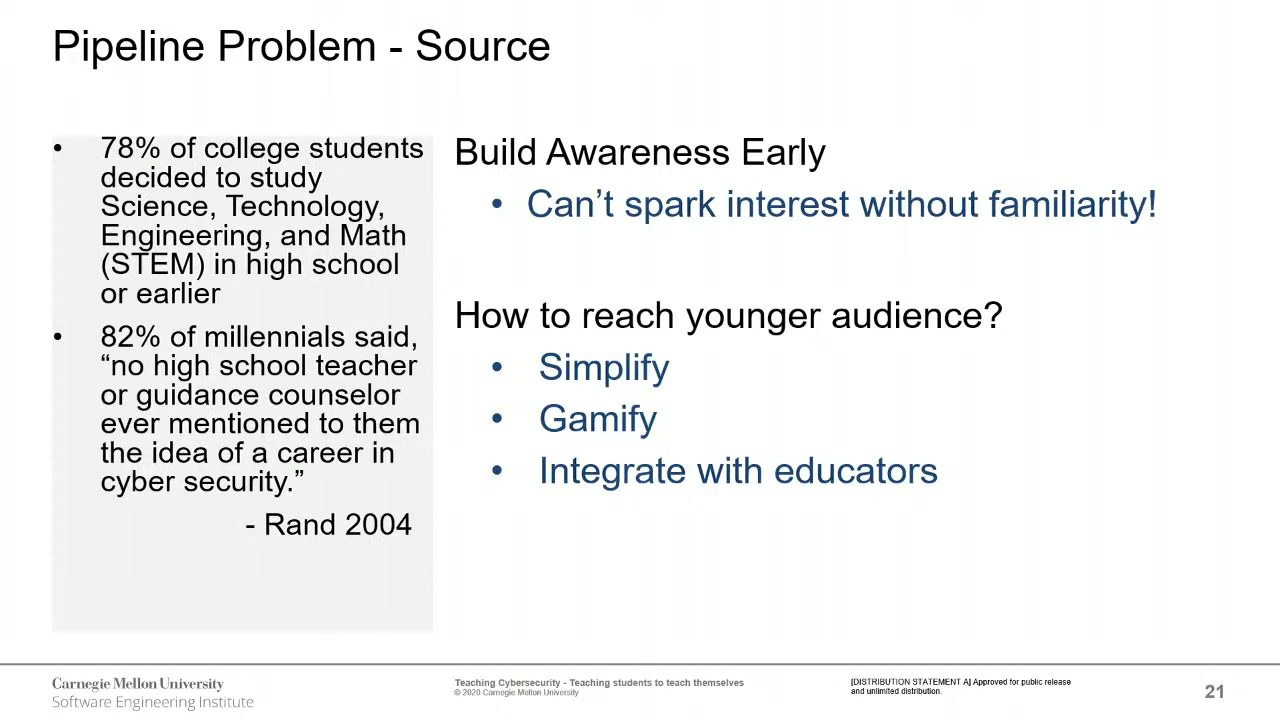 Pipeline Problem - Source
• 78% of college students
decided to study
Science, Technology,
Engineering, and Math
(STEM) in high school
or earlier
• 82% of millennials said,
“no high school teacher
or guidance counselor
ever mentioned to them
the idea of a career in
cyber security.”
- Rand 2004
Build Awareness Early
• Can’t spark interest without familiarity!
How to reach younger audience?
• Simplify
• Gamify
• Integrate with educators
Carnegie Mellon University
Software Engineering Institute
Teaching Cybersecurity - Teaching students to teach themselves
© 2020 Carnegie Mellon University
[DISTRIBUTION STATEMENT A] Approved for public release
and unlimited distribution.
21